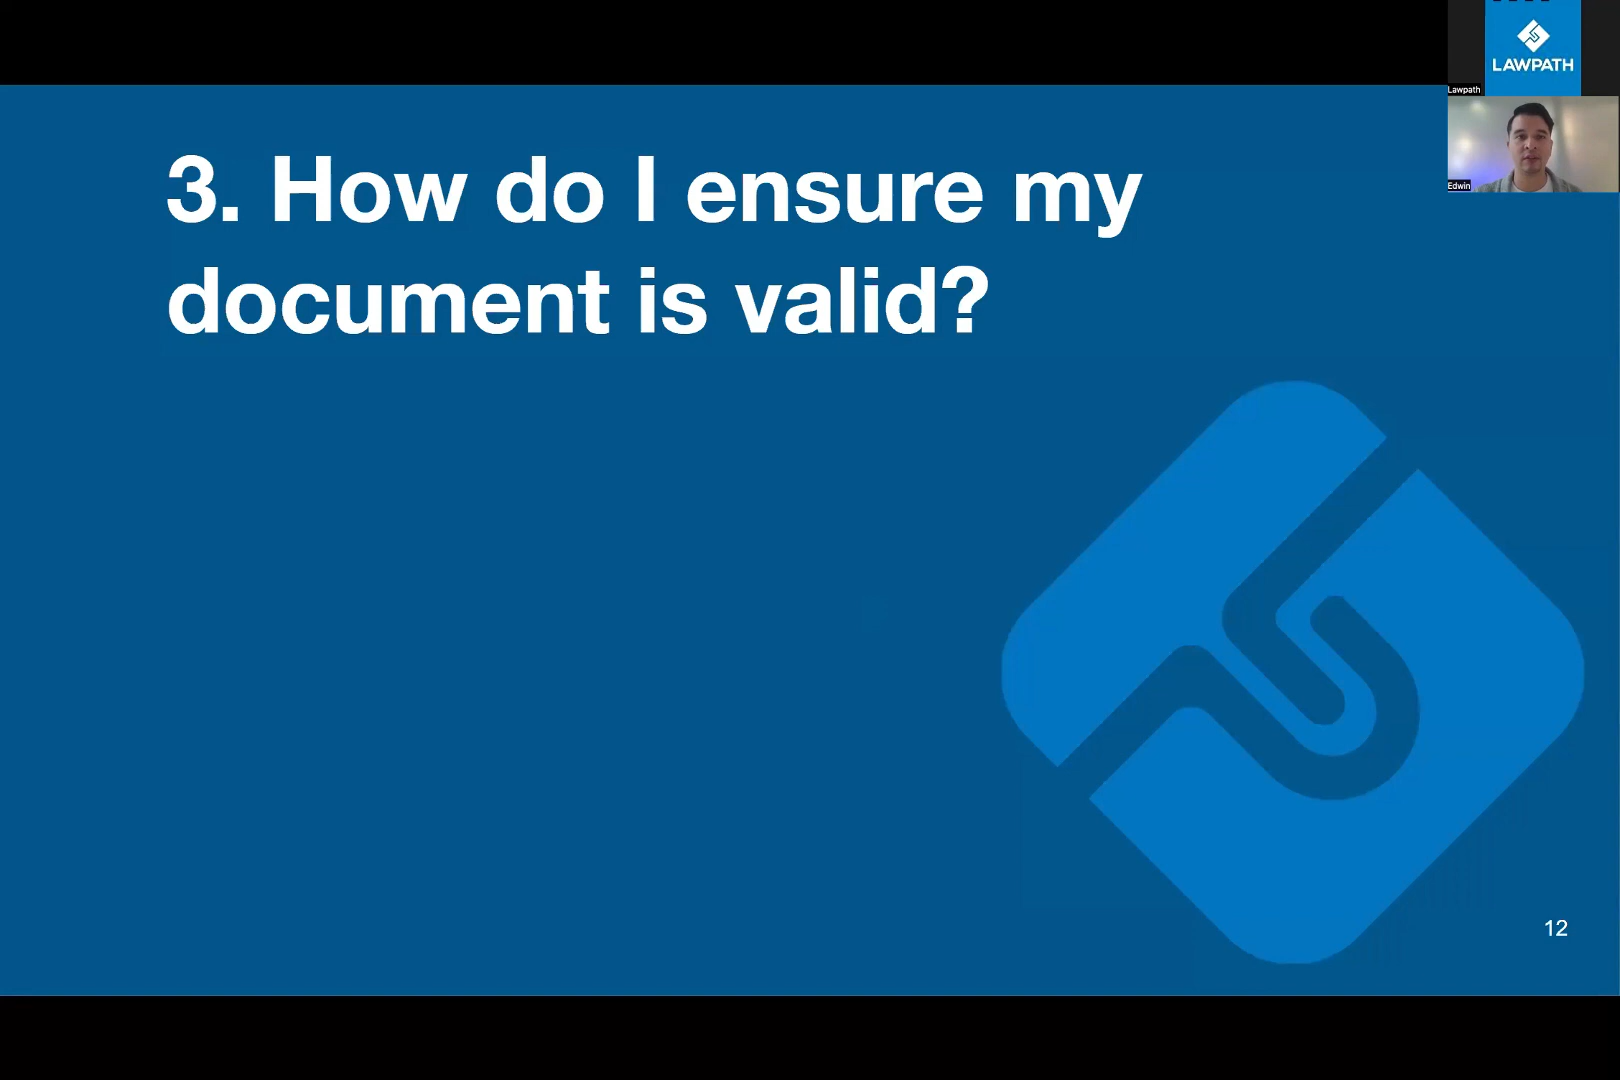 LAWPATH
Lawpath
Edwin
3. How do I ensure my
document is valid?
12